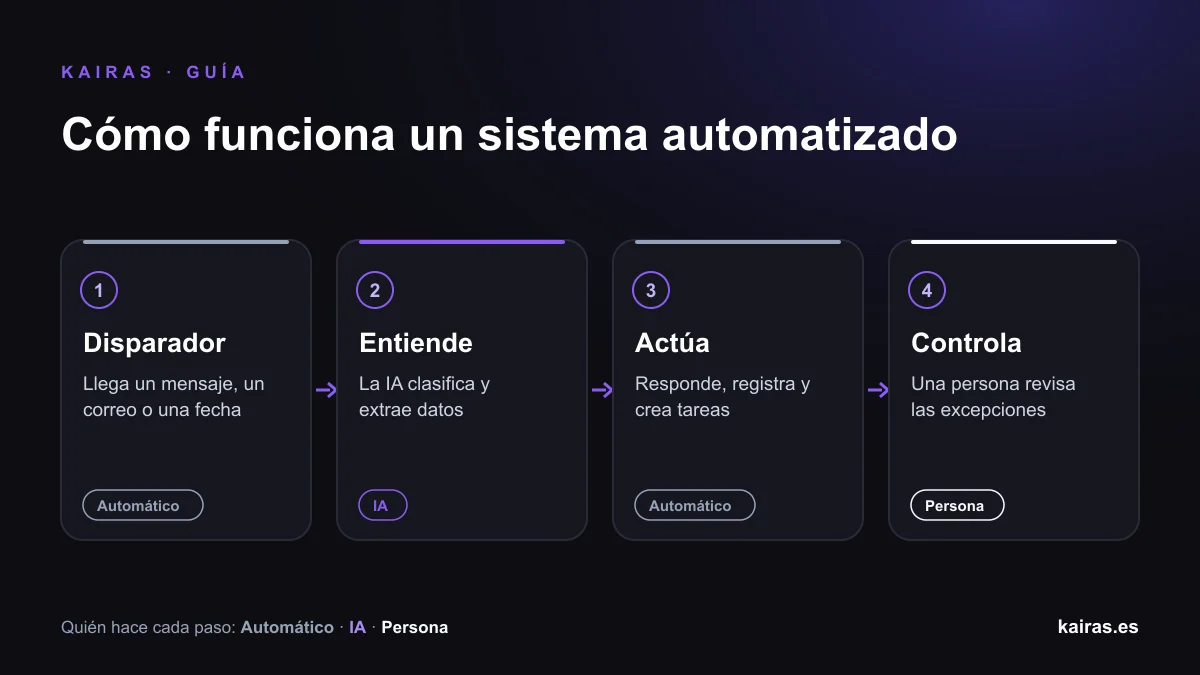 KAIRAS · GUÍA
Cómo funciona un sistema automatizado
1
Disparador
Llega un mensaje, un
correo o una fecha
Automático
2
Entiende
La IA clasifica y
extrae datos
IA
3
Actúa
Responde, registra y
crea tareas
Automático
4
Controla
Una persona revisa
las excepciones
Persona
Quién hace cada paso: Automático · IA · Persona
kairas.es